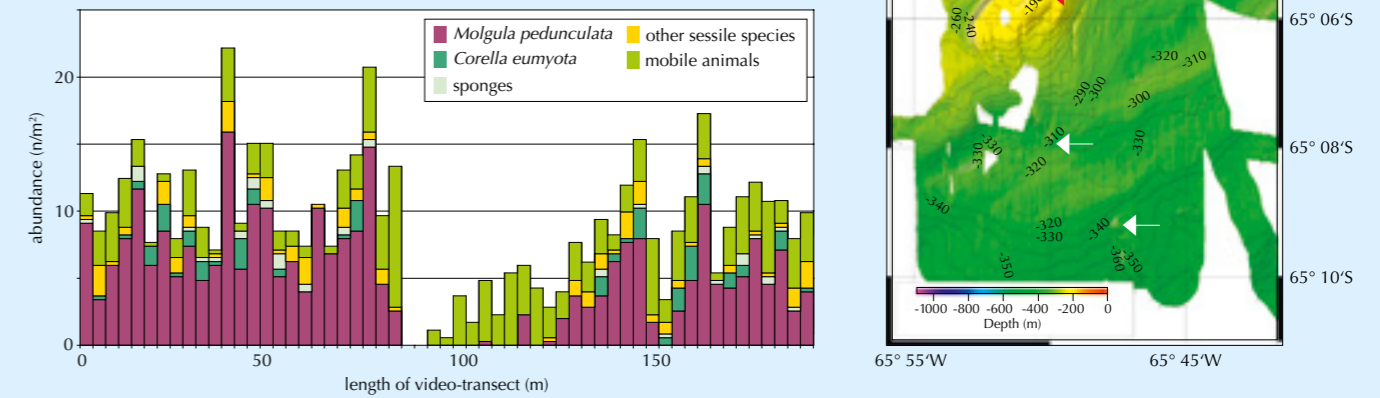 Molgula pedunculata
Corella eumyota
sponges
other sessile species
mobile animals
20
10
0
abundance (n/m²)
0 50 100 150
length of video-transect (m)
-260
-240
-190
-320 -310
-290
-300
-300
-310
-330
-330
-330
-320
-340
-320
-330
-340
-350
-360
-350
-1000 -800 -600 -400 -200 0
Depth (m)
65° 06'S
65° 08'S
65° 10'S
65° 55'W 65° 45'W